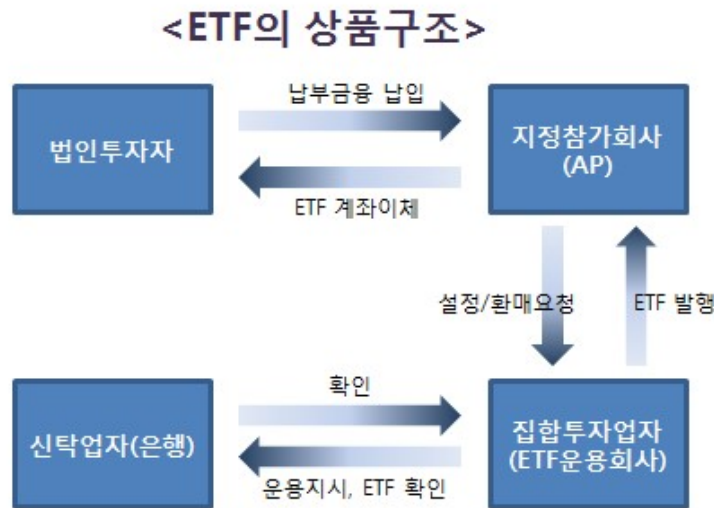 <ETF의 상품구조>
납부금용 납입
법인투자자
지정참가회사
(AP)
ETF 계좌이체
설정/환매요청
ETF 발행
확인
신탁업자(은행)
집합투자업자
(ETF운용회사)
운용지시, ETF 확인